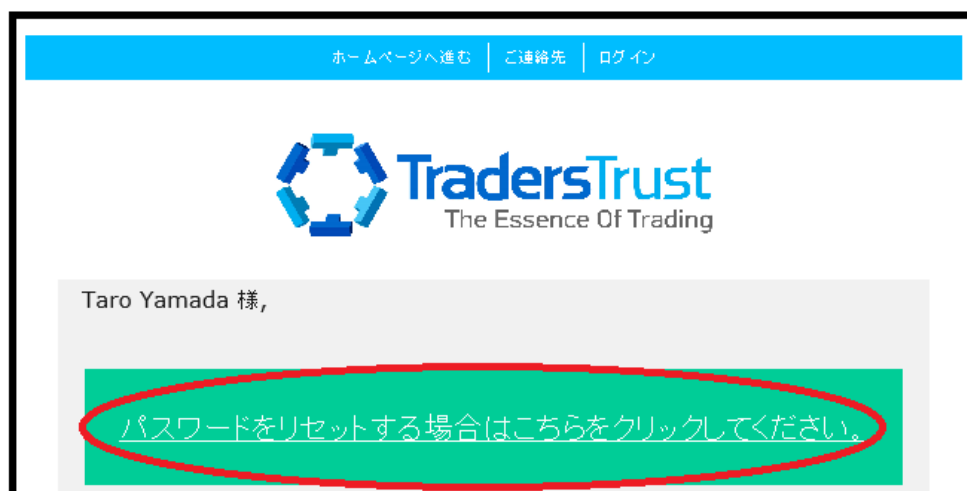 ホームページへ進む ご連絡先 ログイン
TradersTrust
The Essence Of Trading
Taro Yamada 様,
パスワードをリセットする場合はこちらをクリックしてください。